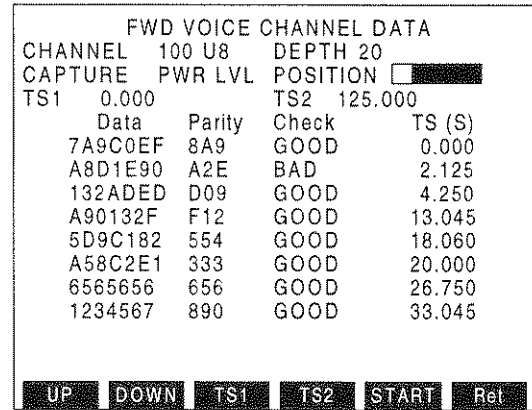 FWD VOICE CHANNEL DATA
CHANNEL 100 U8 DEPTH 20
CAPTURE PWR LVL POSITION
TS1 0.000 TS2 125.000
Data Parity Check TS (S)
7A9C0EF 8A9 GOOD 0.000
A8D1E90 A2E BAD 2.125
132ADED D09 GOOD 4.250
A90132F F12 GOOD 13.045
5D9C182 554 GOOD 18.060
A58C2E1 333 GOOD 20.000
6565656 656 GOOD 26.750
1234567 890 GOOD 33.045
UP DOWN TS1 TS2 START Ret